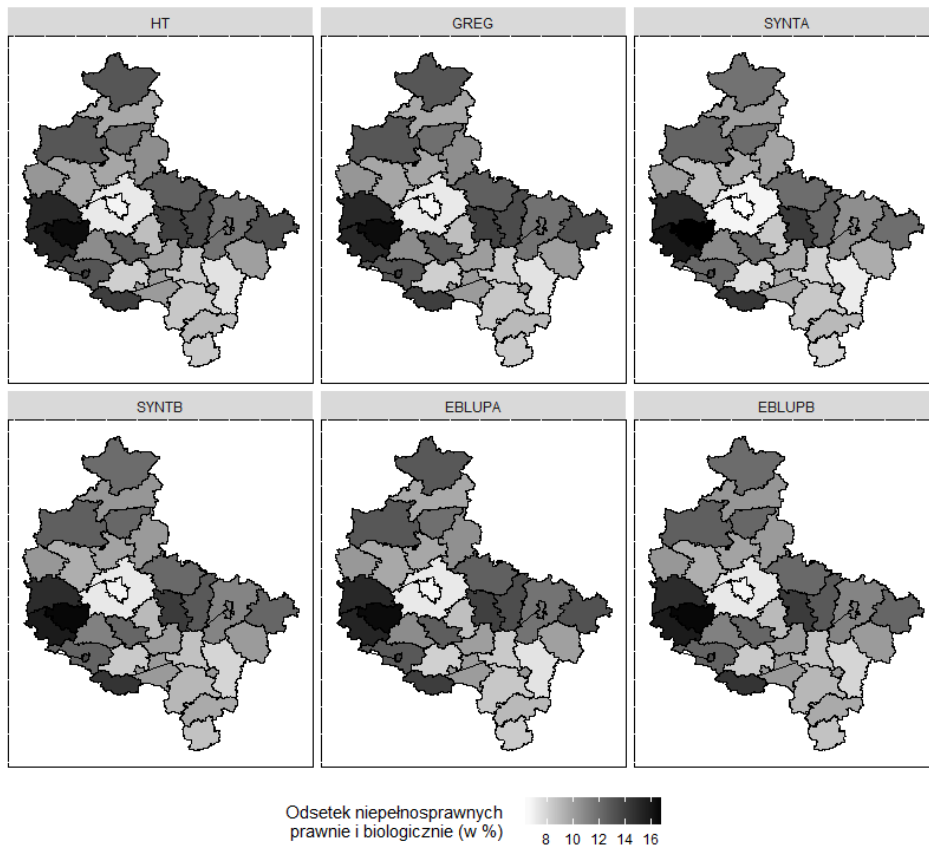 HT GREG SYNTA
SYNTB EBLUPA EBLUPB
Odsetek niepełnosprawnych
prawnie i biologicznie (w %)
8 10 12 14 16